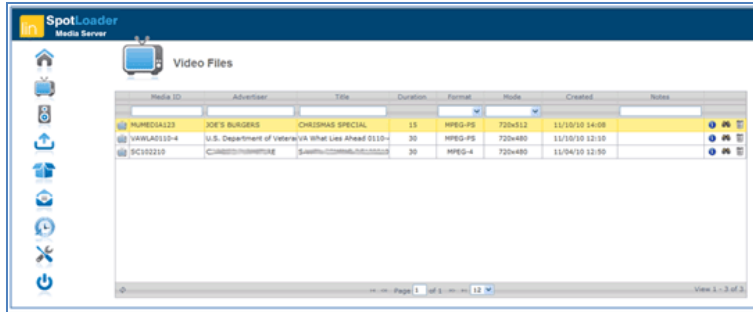 lin
SpotLoader
Media Server
Video Files
Media ID Advertiser Title Duration Format Mode Created Notes
MUMEDIA123 JOE'S BURGERS CHRISTMAS SPECIAL 15 MPEG-PS 720x512 11/10/10 14:08
VAWLA0110-4 U.S. Department of Vetera VA What Lies Ahead 0110-4 30 MPEG-PS 720x480 11/10/10 12:10
SC102210 30 MPEG-4 720x480 11/04/10 12:50
Page 1 of 1 12 View 1 - 3 of 3